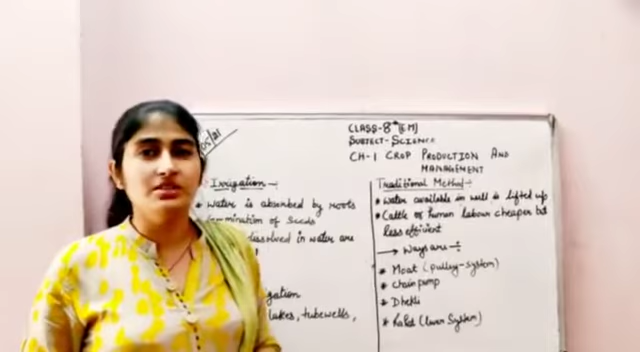 05/21
CLASS-8th (EM)
SUBJECT-SCIENCE
CH-1 CROP PRODUCTION AND
MANAGEMENT
Irrigation :-
* Water is absorbed by roots
of Seeds
dissolved in water are
lakes, tubewells,
Traditional Method :-
* Water available in well is lifted up
* Cattle or human labour cheaper but
less efficient
→ Ways are :-
* Moat (pulley-system)
* Chain pump
* Dhekli
* Rahat (lever System)